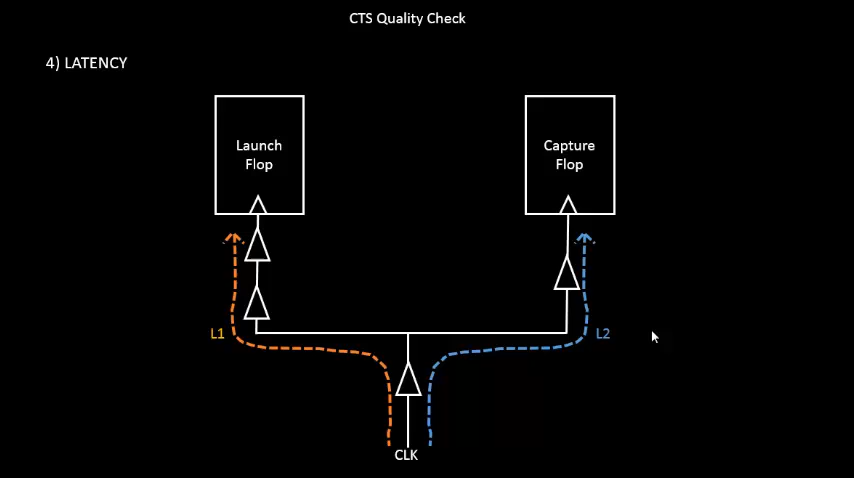 CTS Quality Check
4) LATENCY
Launch
Flop
Capture
Flop
L1
L2
CLK